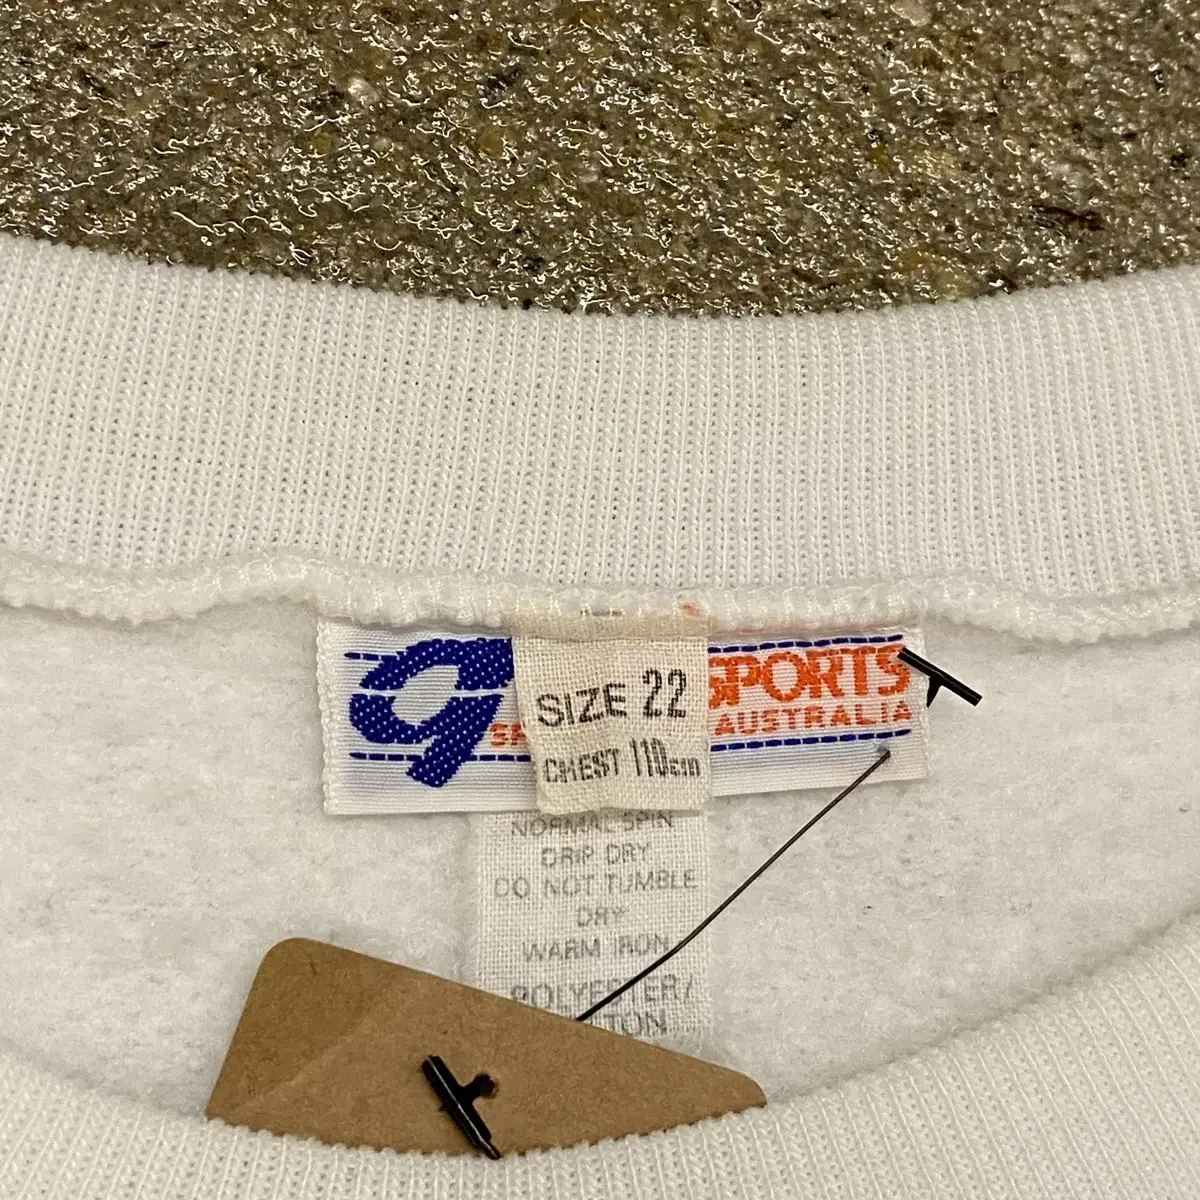 SPORTS
AUSTRALIA
SIZE 22
CHEST 110cm
NORMAL SPIN
DRIP DRY
DO NOT TUMBLE
DRY
WARM IRON
POLYESTER/